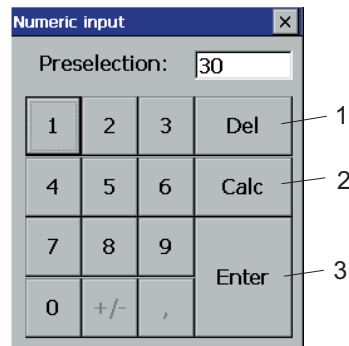 Numeric input ×
Preselection: 30
1 2 3 Del 1
4 5 6 Calc 2
7 8 9
Enter 3
0 +/- ,